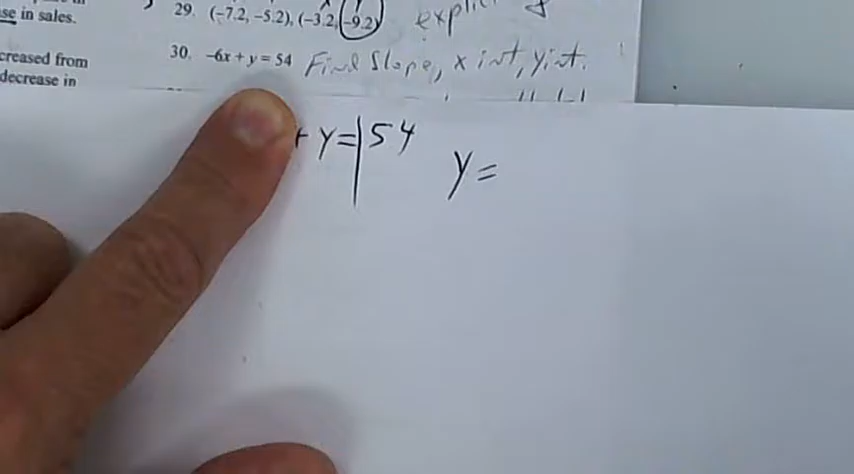 se in sales.
creased from
decrease in
29. (–7.2, –5.2), (–3.2, –9.2) explic
30. –6x + y = 54 Find Slope, x int, y int.
+ y = 54 y =